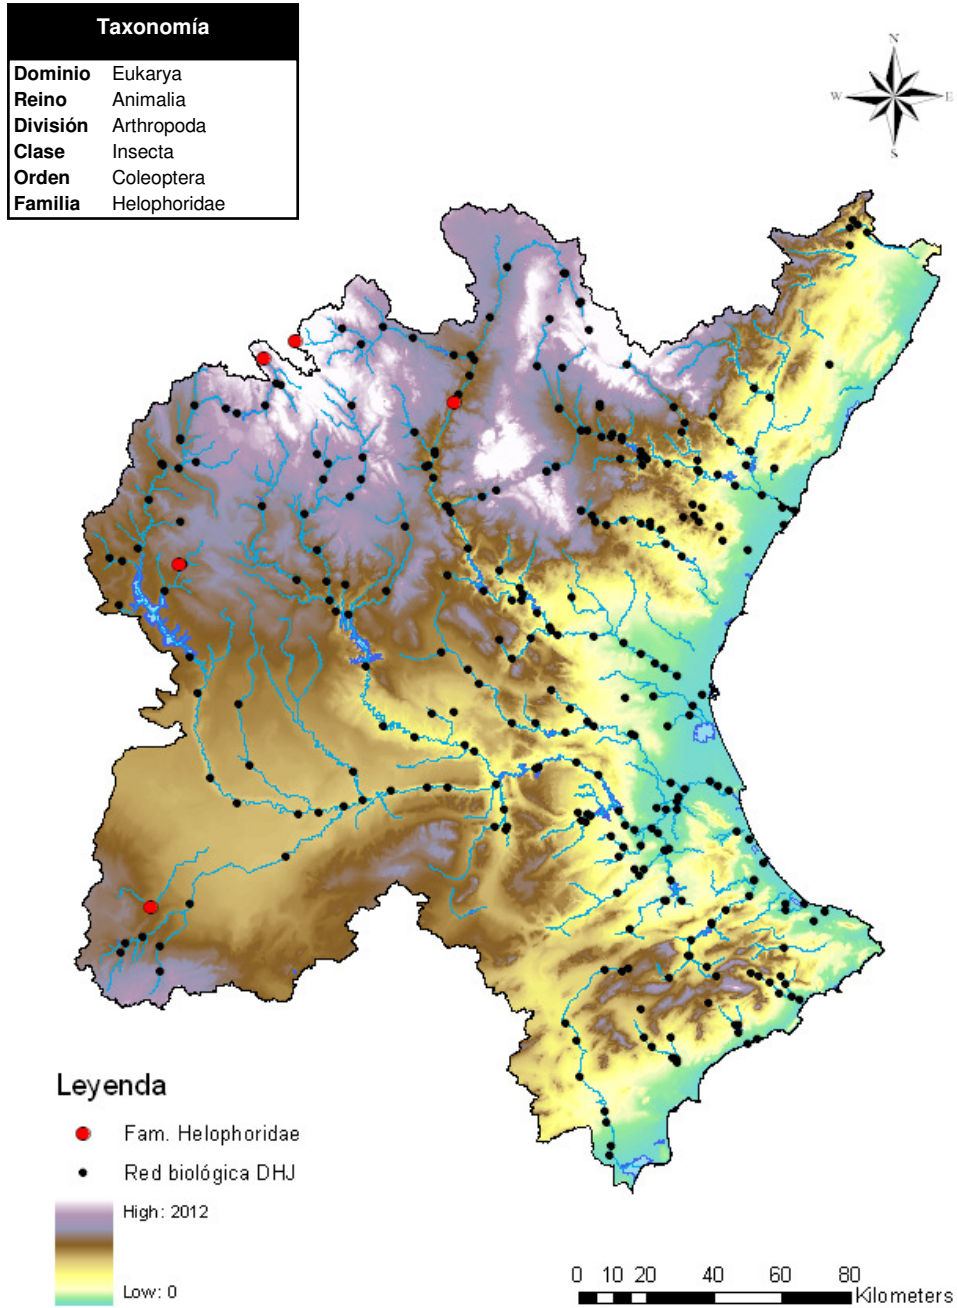 Taxonomía
Dominio Eukarya
Reino Animalia
División Arthropoda
Clase Insecta
Orden Coleoptera
Familia Helophoridae
N
W E
S
Leyenda
Fam. Helophoridae
Red biológica DHJ
High: 2012
Low: 0
0 10 20 40 60 80
Kilometers